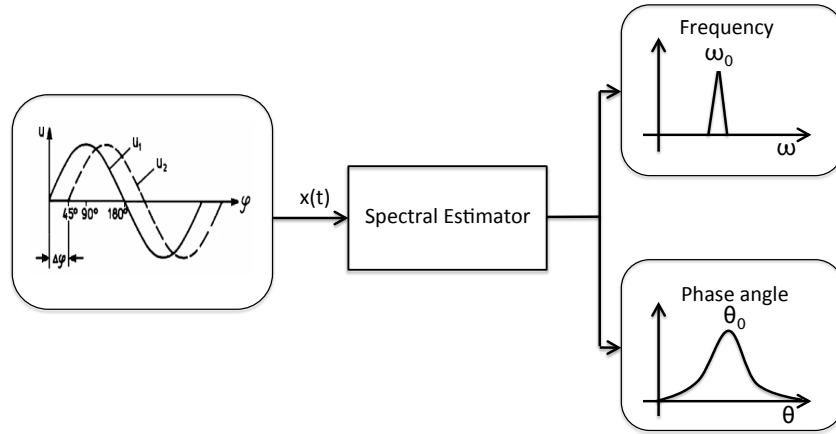 u
u₁
u₂
45° 90° 180°
φ
Δφ
x(t)
Spectral Estimator
Frequency
ω₀
ω
Phase angle
θ₀
θ